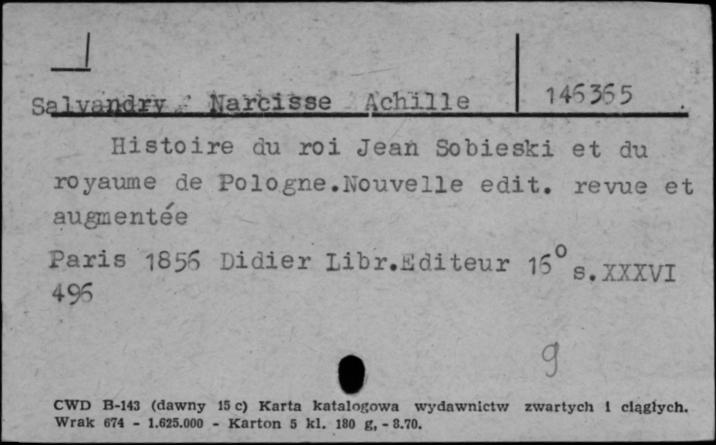 Salvandry Narcisse Achille 146365
Histoire du roi Jean Sobieski et du
royaume de Pologne.Nouvelle edit. revue et
augmentée
Paris 1856 Didier Libr.Editeur 16° s.XXXVI
496
9
CWD B-143 (dawny 15 c) Karta katalogowa wydawnictw zwartych i ciągłych.
Wrak 674 - 1.625.000 - Karton 5 kl. 180 g, - 8.70.